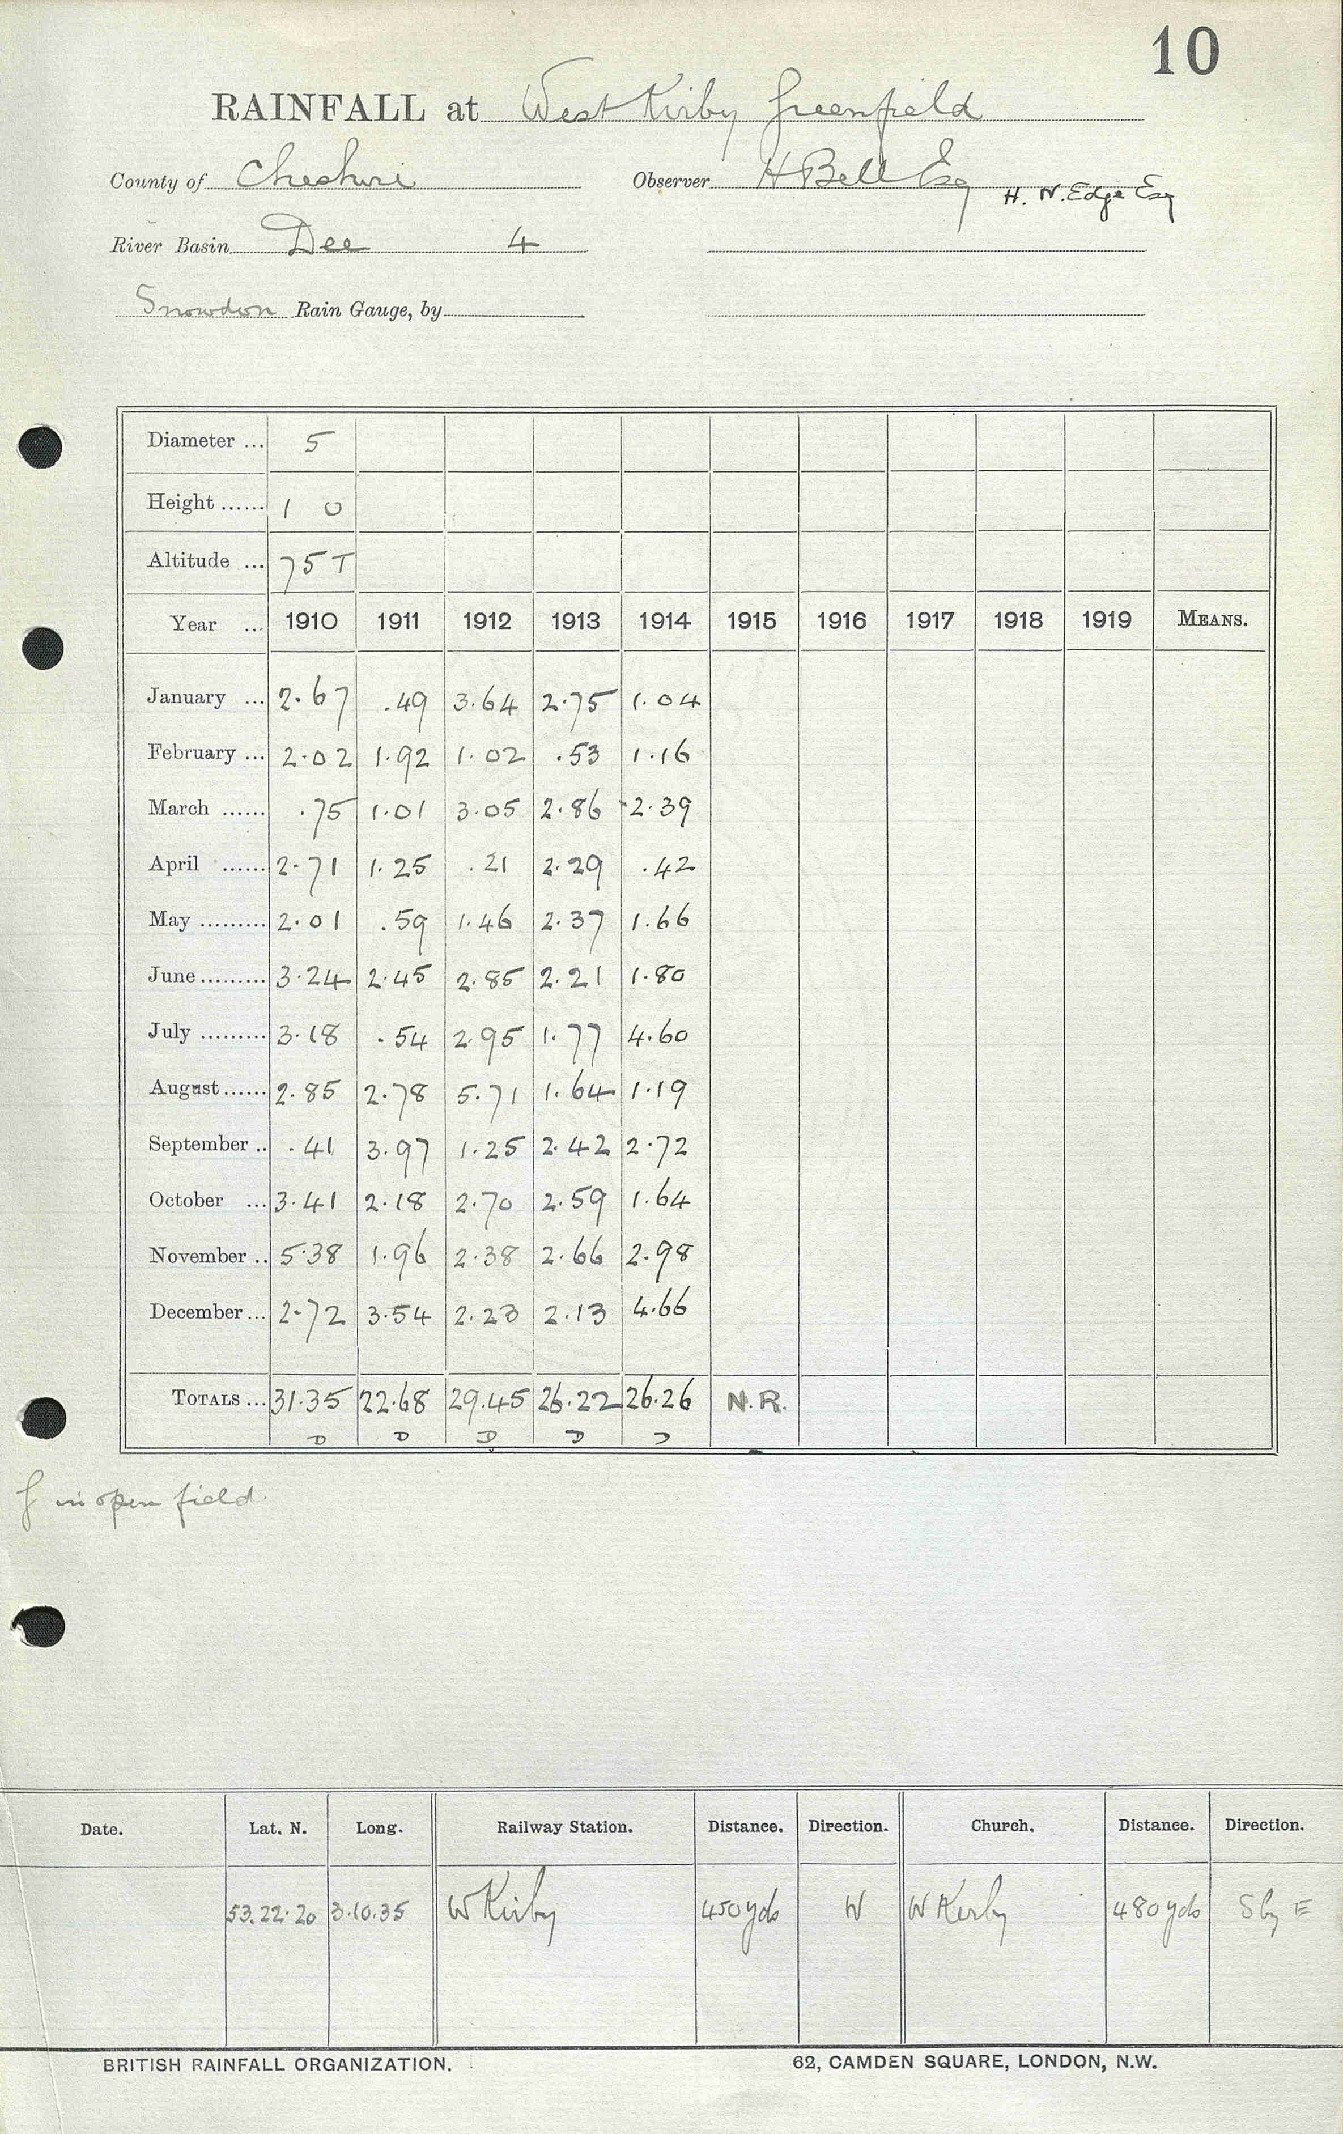 10
RAINFALL at West Kirby Greenfield
County of Cheshire Observer H Bell Esq H. N. Edge Esq
River Basin Dee 4
Snowdon Rain Gauge, by
Diameter ... 5
Height ...... 1 0
Altitude ... 75 T
Year ... 1910 1911 1912 1913 1914 1915 1916 1917 1918 1919 MEANS.
January ... 2.67 .49 3.64 2.75 1.04
February ... 2.02 1.92 1.02 .53 1.16
March ...... .75 1.01 3.05 2.86 2.39
April ...... 2.71 1.25 .21 2.29 .42
May ......... 2.01 .59 1.46 2.37 1.66
June ......... 3.24 2.45 2.85 2.21 1.80
July ......... 3.18 .54 2.95 1.77 4.60
August ...... 2.85 2.78 5.71 1.64 1.19
September .. .41 3.97 1.25 2.42 2.72
October ... 3.41 2.18 2.70 2.59 1.64
November .. 5.38 1.96 2.38 2.66 2.98
December ... 2.72 3.54 2.23 2.13 4.66
TOTALS ... 31.35 22.68 29.45 26.22 26.26 N.R.
D D D D D
f in open field.
Date. Lat. N. Long. Railway Station. Distance. Direction. Church. Distance. Direction.
53.22.20 3.10.35 W Kirby 450 yds W W Kirby 480 yds S by E
BRITISH RAINFALL ORGANIZATION. 62, CAMDEN SQUARE, LONDON, N.W.